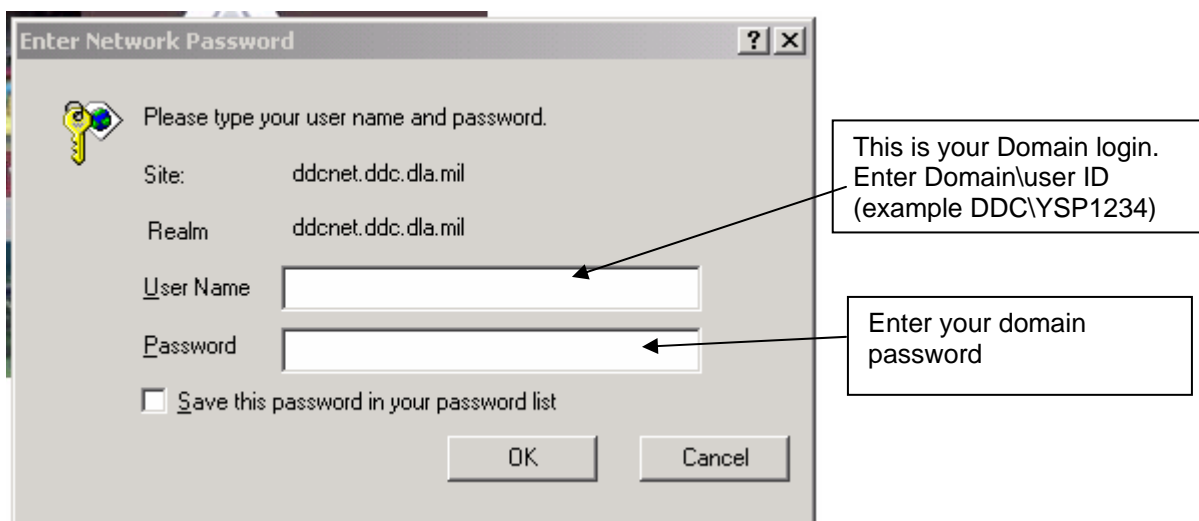 Enter Network Password
Please type your user name and password.
Site: ddcnet.ddc.dla.mil
Realm ddcnet.ddc.dla.mil
User Name
Password
Save this password in your password list
OK Cancel
This is your Domain login.
Enter Domain\user ID
(example DDC\YSP1234)
Enter your domain
password